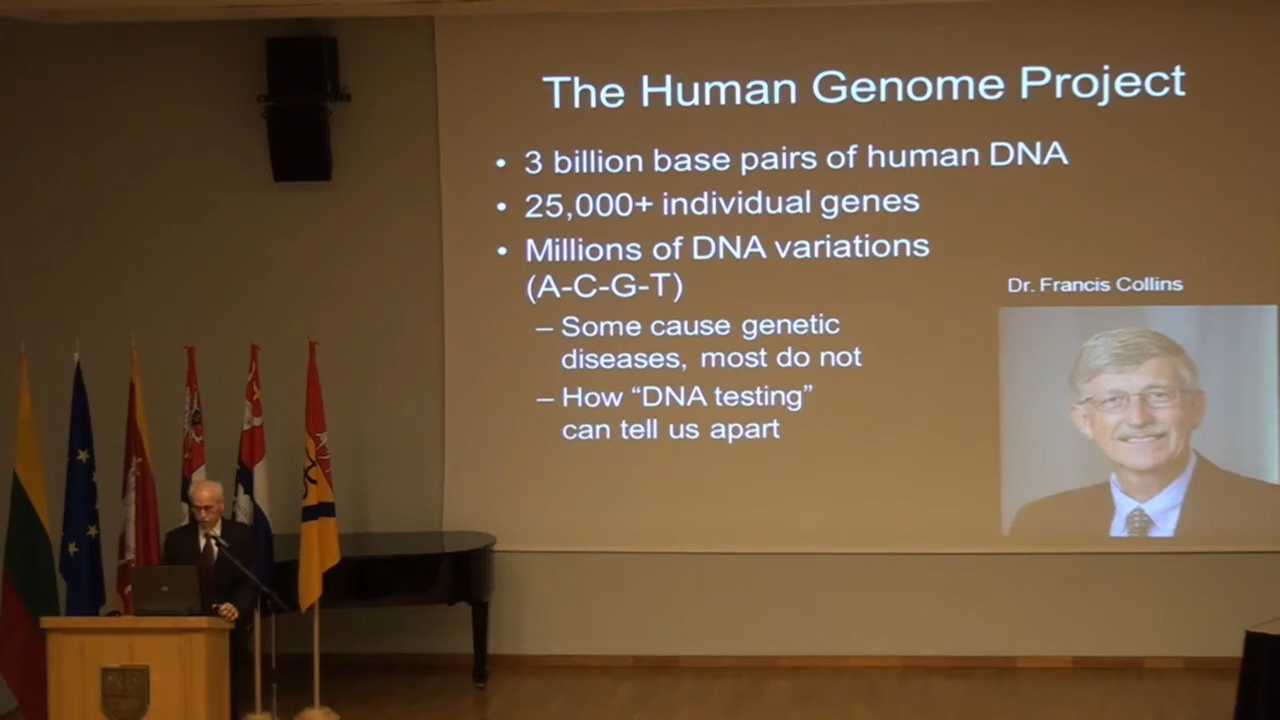 The Human Genome Project
• 3 billion base pairs of human DNA
• 25,000+ individual genes
• Millions of DNA variations
(A-C-G-T)
– Some cause genetic
diseases, most do not
– How “DNA testing”
can tell us apart
Dr. Francis Collins